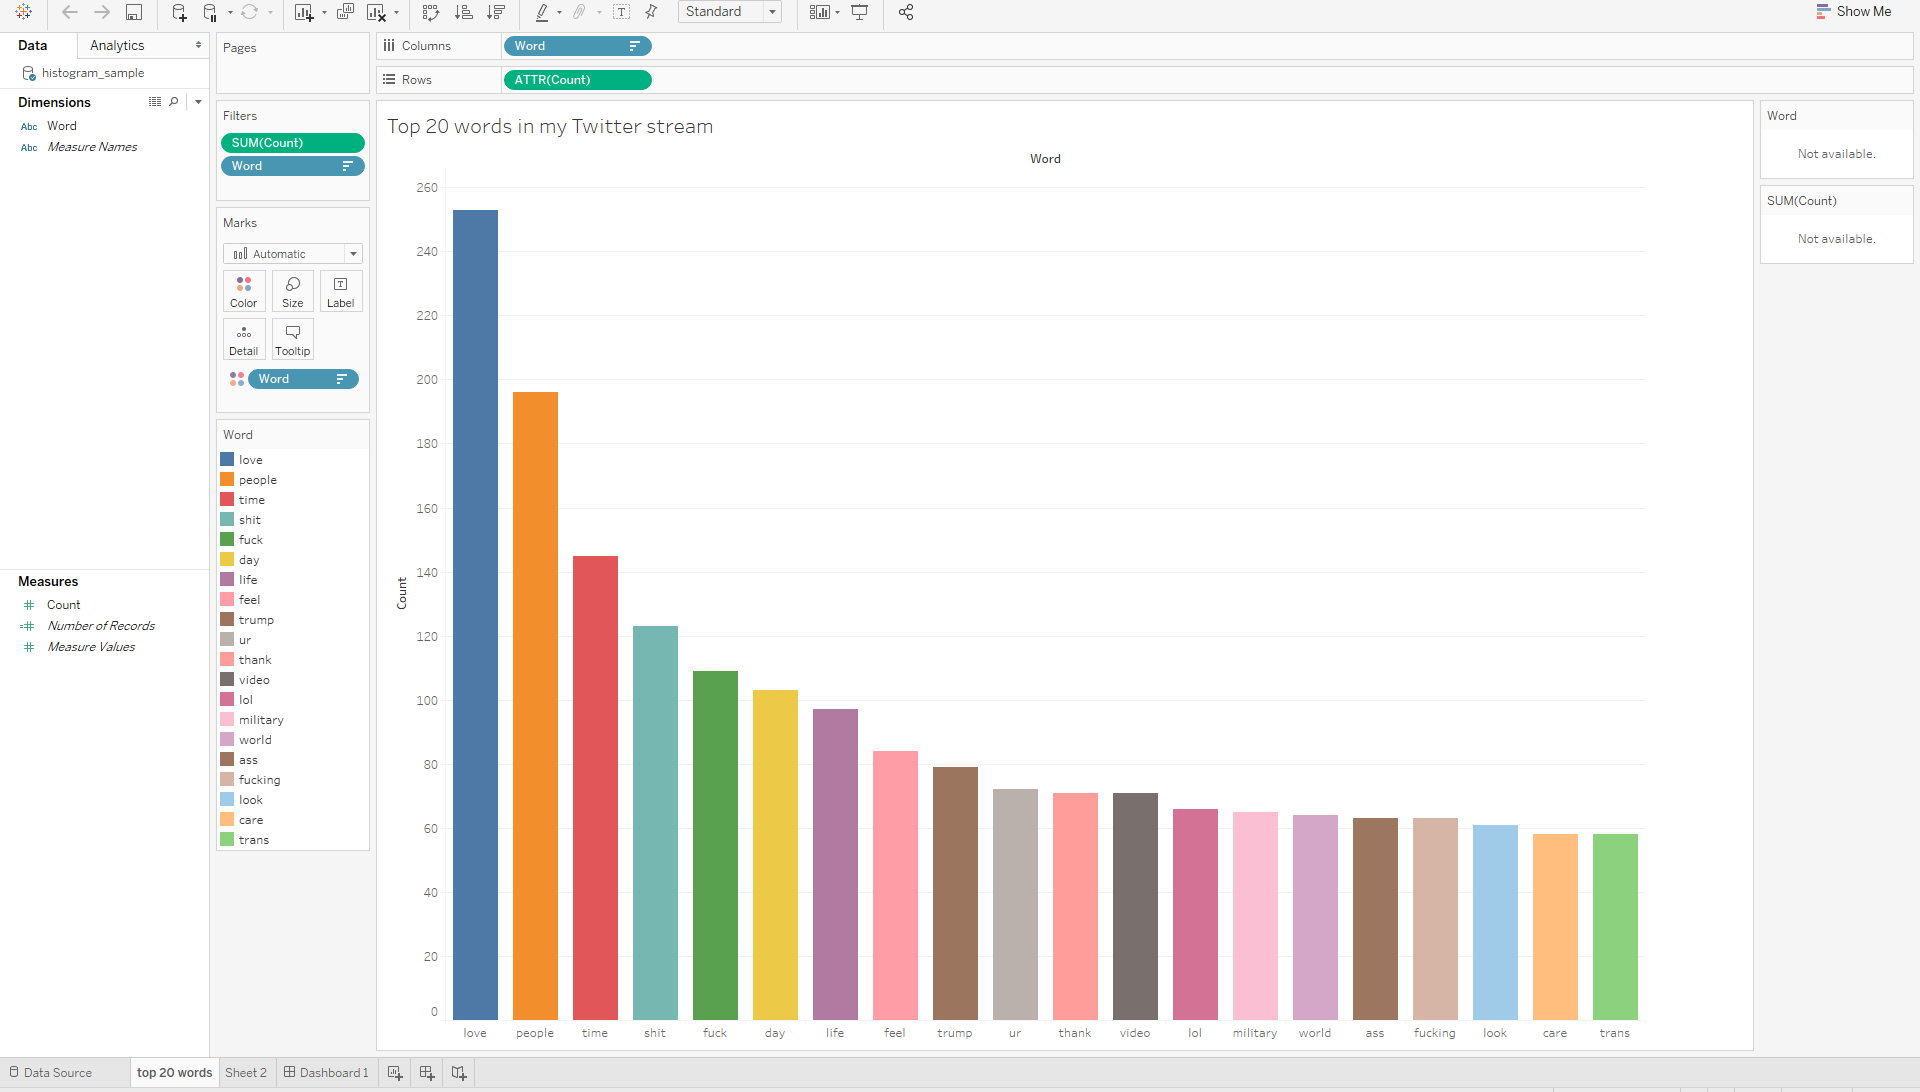 Standard
Show Me
Data
Analytics
histogram_sample
Dimensions
Abc Word
Abc Measure Names
Measures
Count
Number of Records
Measure Values
Pages
Filters
SUM(Count)
Word
Marks
Automatic
Color Size Label
Detail Tooltip
Word
Word
love
people
time
shit
fuck
day
life
feel
trump
ur
thank
video
lol
military
world
ass
fucking
look
care
trans
Columns Word
Rows ATTR(Count)
Top 20 words in my Twitter stream
Word
260
240
220
200
180
160
140
120
100
80
60
40
20
0
Count
love people time shit fuck day life feel trump ur thank video lol military world ass fucking look care trans
Word
Not available.
SUM(Count)
Not available.
Data Source top 20 words Sheet 2 Dashboard 1